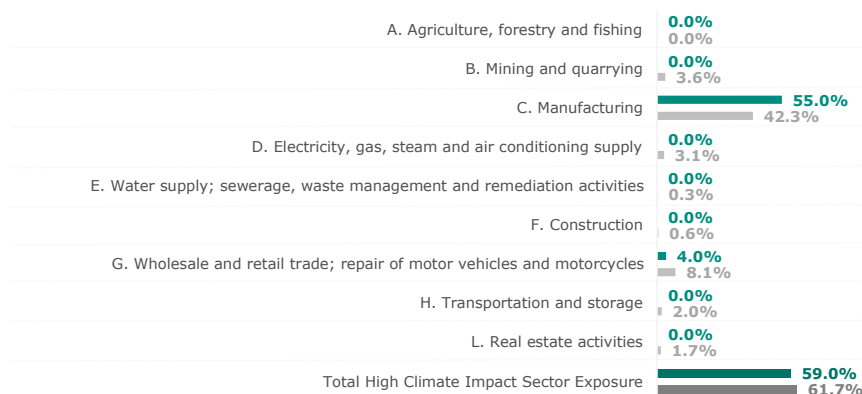 A. Agriculture, forestry and fishing 0.0%
0.0%
B. Mining and quarrying 0.0%
3.6%
C. Manufacturing 55.0%
42.3%
D. Electricity, gas, steam and air conditioning supply 0.0%
3.1%
E. Water supply; sewerage, waste management and remediation activities 0.0%
0.3%
F. Construction 0.0%
0.6%
G. Wholesale and retail trade; repair of motor vehicles and motorcycles 4.0%
8.1%
H. Transportation and storage 0.0%
2.0%
L. Real estate activities 0.0%
1.7%
Total High Climate Impact Sector Exposure 59.0%
61.7%